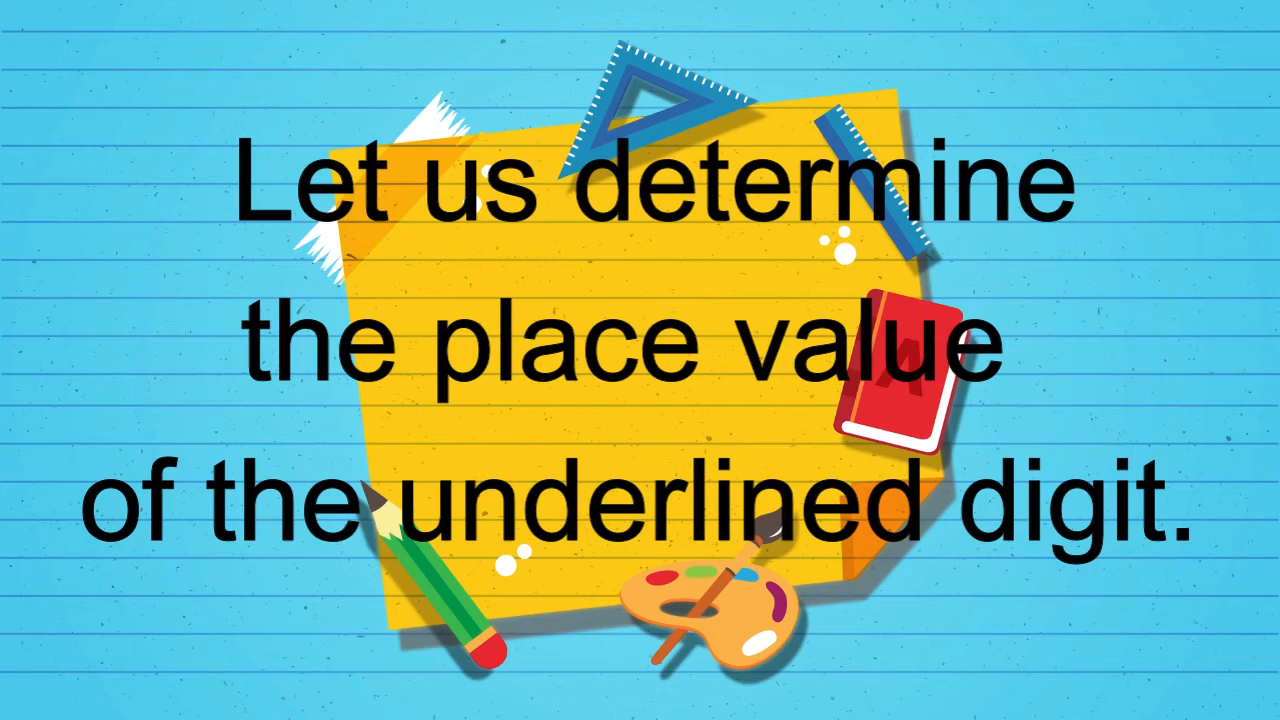 Let us determine
the place value
of the underlined digit.